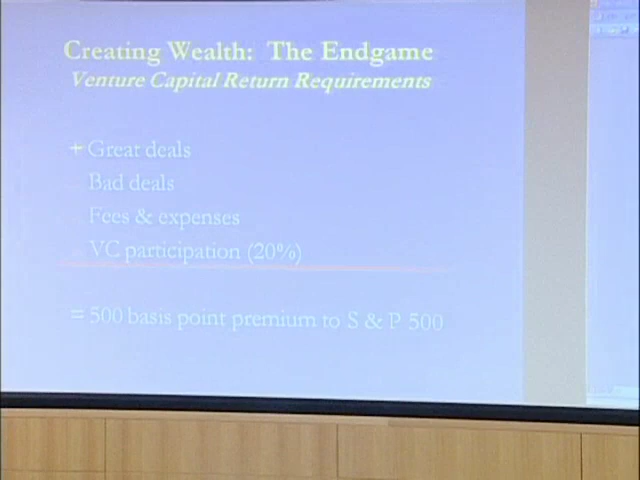 Creating Wealth: The Endgame
Venture Capital Return Requirements
+ Great deals
Bad deals
Fees & expenses
VC participation (20%)
= 500 basis point premium to S & P 500